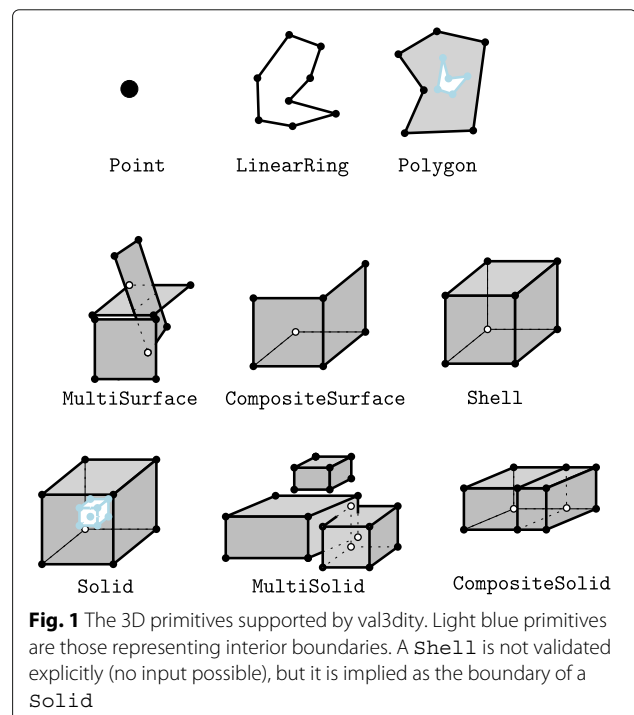 Point LinearRing Polygon
MultiSurface CompositeSurface Shell
Solid MultiSolid CompositeSolid
Fig. 1 The 3D primitives supported by val3dity. Light blue primitives
are those representing interior boundaries. A Shell is not validated
explicitly (no input possible), but it is implied as the boundary of a
Solid